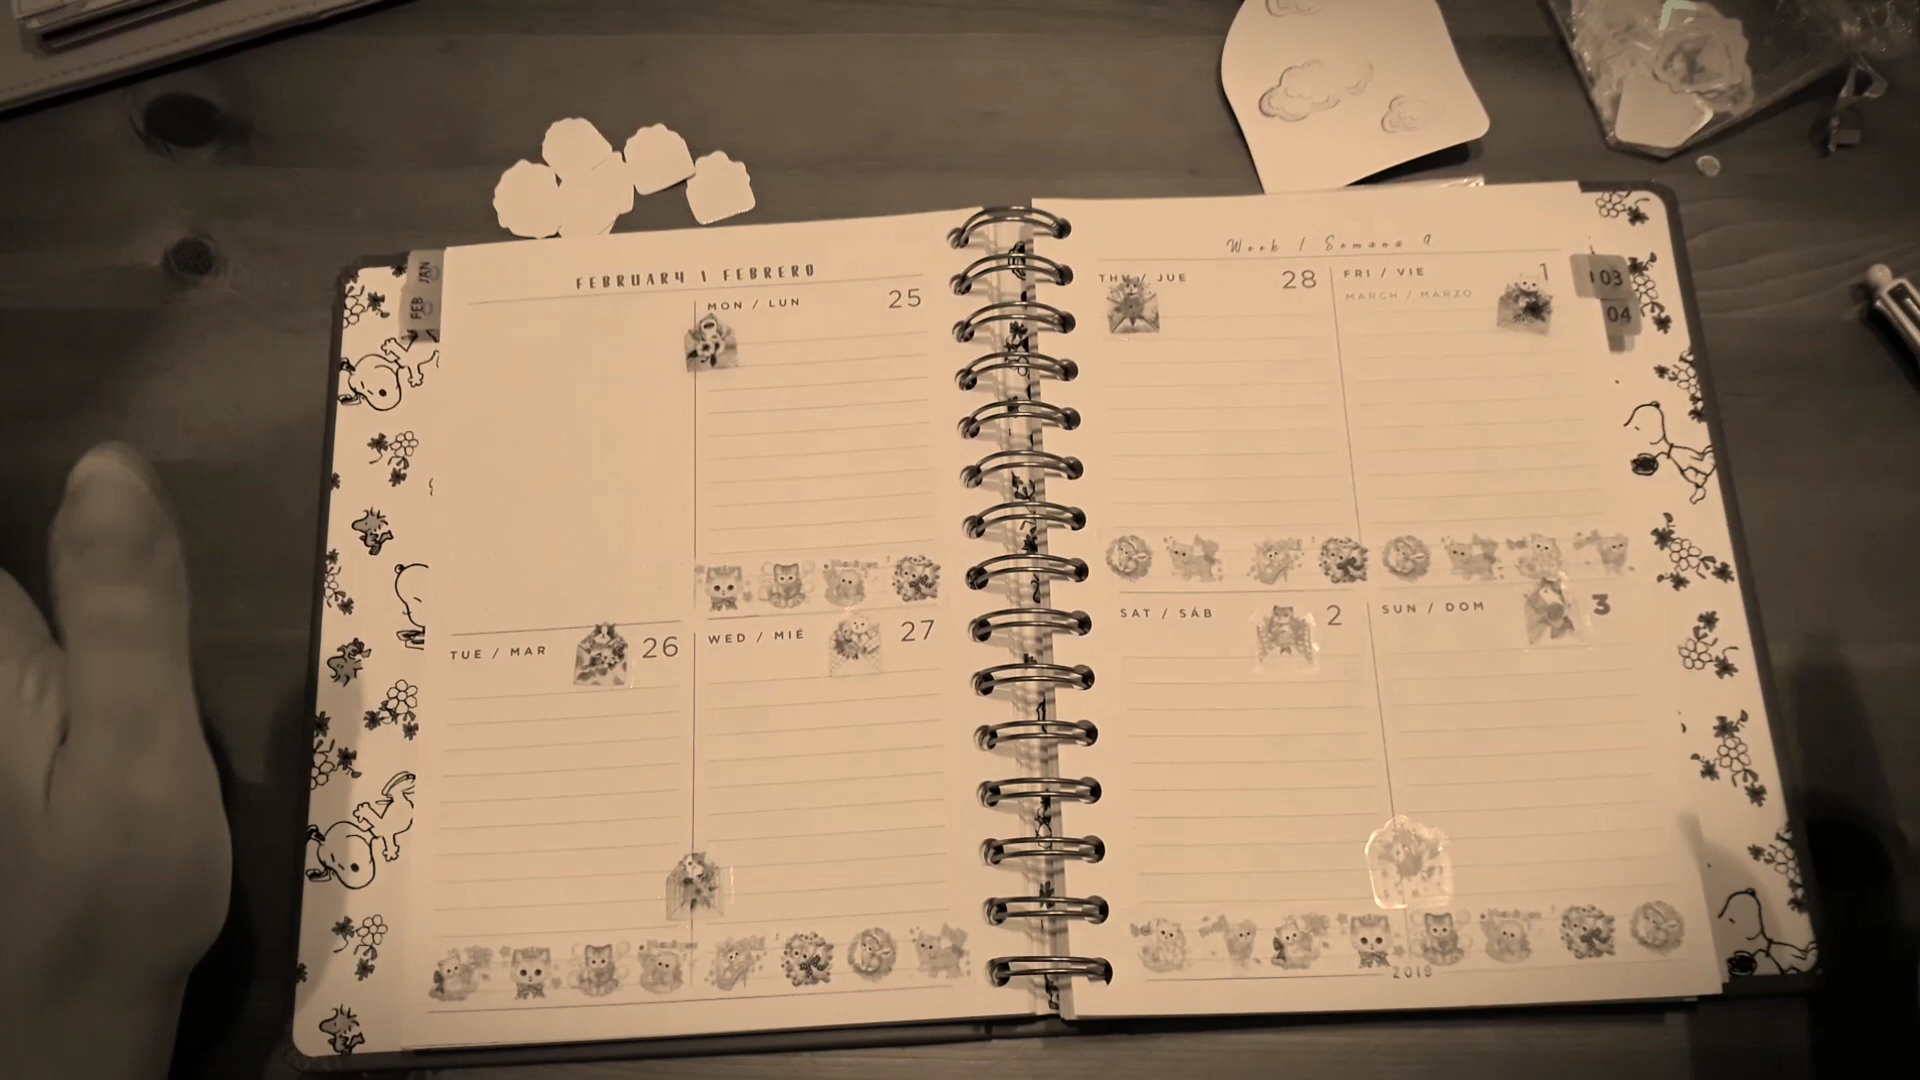 JAN
FEB
FEBRUARY | FEBRERO
MON / LUN 25
TUE / MAR 26
WED / MIÉ 27
Week / Semana 9
THU / JUE 28
FRI / VIE 1
MARCH / MARZO
SAT / SÁB 2
SUN / DOM 3
03
04